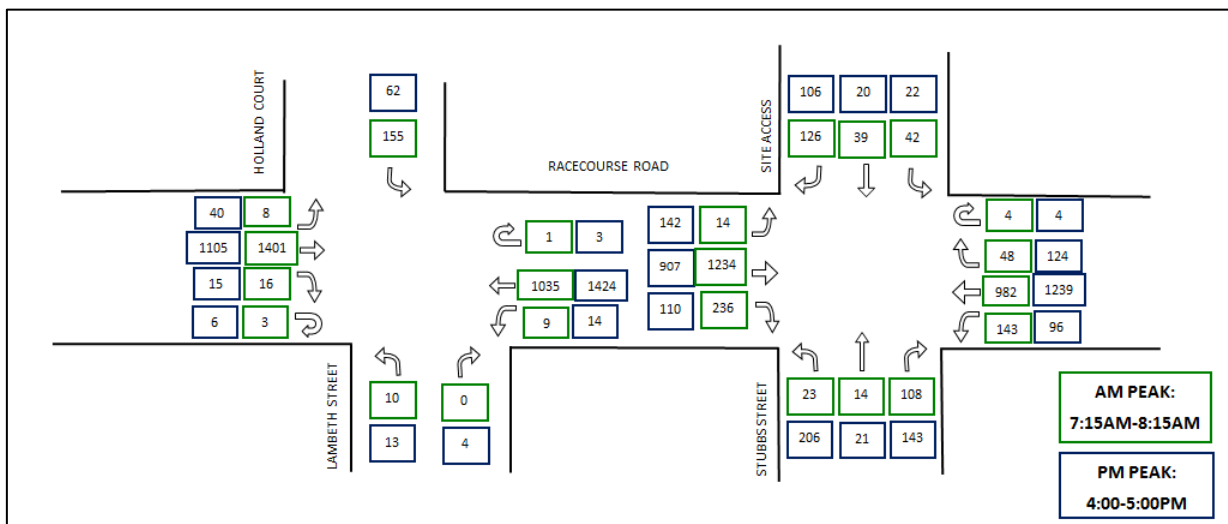 HOLLAND COURT
62
155
RACECOURSE ROAD
SITE ACCESS
106 20 22
126 39 42
40 8
1105 1401
15 16
6 3
1 3
1035 1424
9 14
142 14
907 1234
110 236
4 4
48 124
982 1239
143 96
LAMBETH STREET
10 0
13 4
STUBBS STREET
23 14 108
206 21 143
AM PEAK:
7:15AM-8:15AM
PM PEAK:
4:00-5:00PM